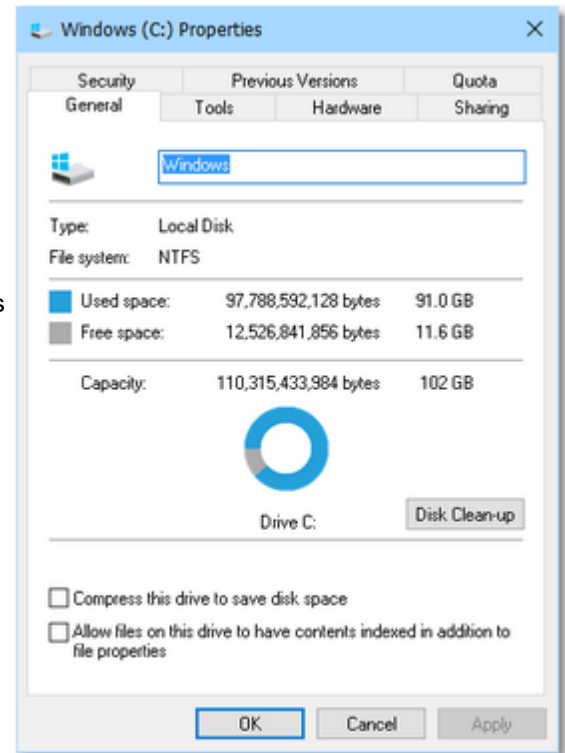 Windows (C:) Properties
Security Previous Versions Quota
General Tools Hardware Sharing
Windows
Type: Local Disk
File system: NTFS
s
Used space: 97,788,592,128 bytes 91.0 GB
Free space: 12,526,841,856 bytes 11.6 GB
Capacity: 110,315,433,984 bytes 102 GB
Drive C:
Disk Clean-up
Compress this drive to save disk space
Allow files on this drive to have contents indexed in addition to
file properties
OK Cancel Apply